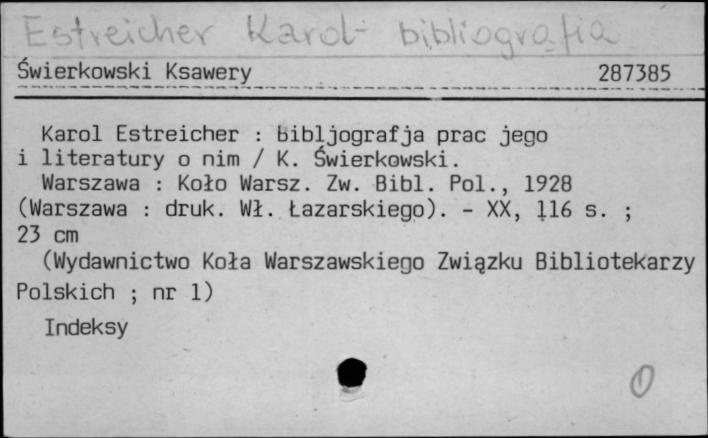 Estreicher Karol - bibliografia
Świerkowski Ksawery 287385
Karol Estreicher : bibljografja prac jego
i literatury o nim / K. Świerkowski.
Warszawa : Koło Warsz. Zw. Bibl. Pol., 1928
(Warszawa : druk. Wł. Łazarskiego). - XX, 116 s. ;
23 cm
(Wydawnictwo Koła Warszawskiego Związku Bibliotekarzy
Polskich ; nr 1)
Indeksy